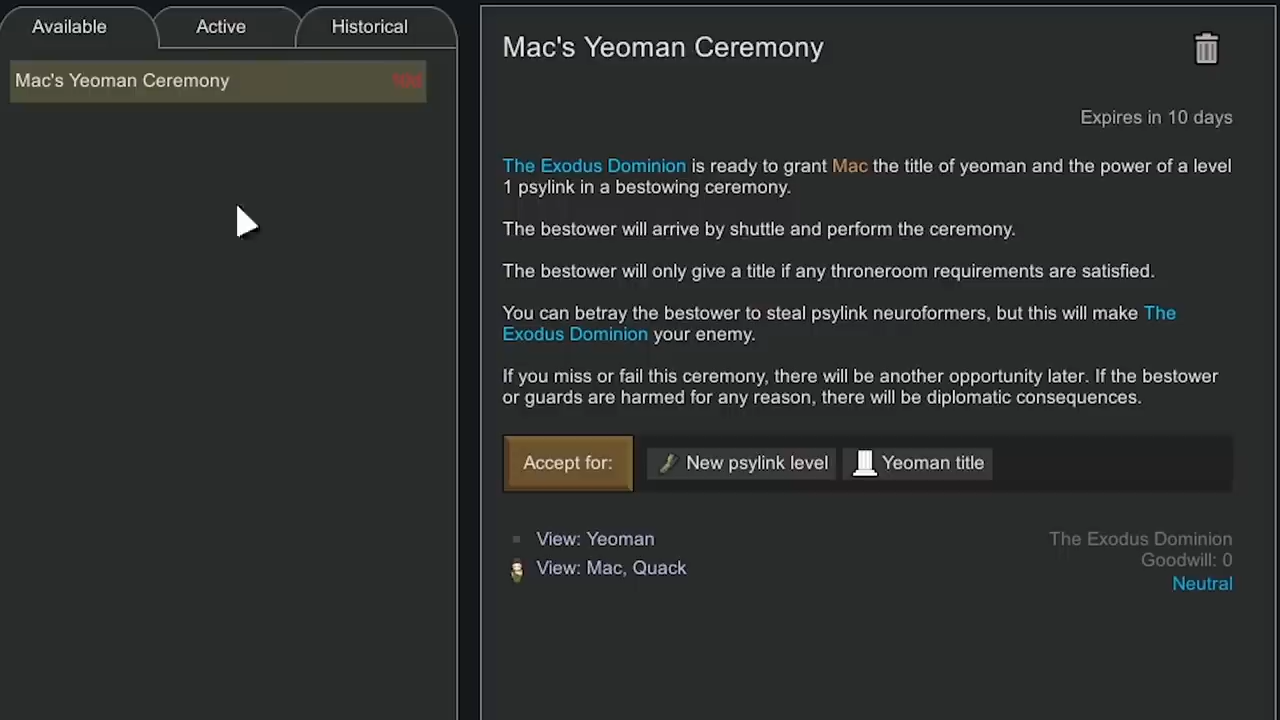 Available
Active
Historical
Mac's Yeoman Ceremony
10d
Mac's Yeoman Ceremony
Expires in 10 days
The Exodus Dominion is ready to grant Mac the title of yeoman and the power of a level
1 psylink in a bestowing ceremony.
The bestower will arrive by shuttle and perform the ceremony.
The bestower will only give a title if any throneroom requirements are satisfied.
You can betray the bestower to steal psylink neuroformers, but this will make The
Exodus Dominion your enemy.
If you miss or fail this ceremony, there will be another opportunity later. If the bestower
or guards are harmed for any reason, there will be diplomatic consequences.
Accept for:
New psylink level
Yeoman title
View: Yeoman
View: Mac, Quack
The Exodus Dominion
Goodwill: 0
Neutral